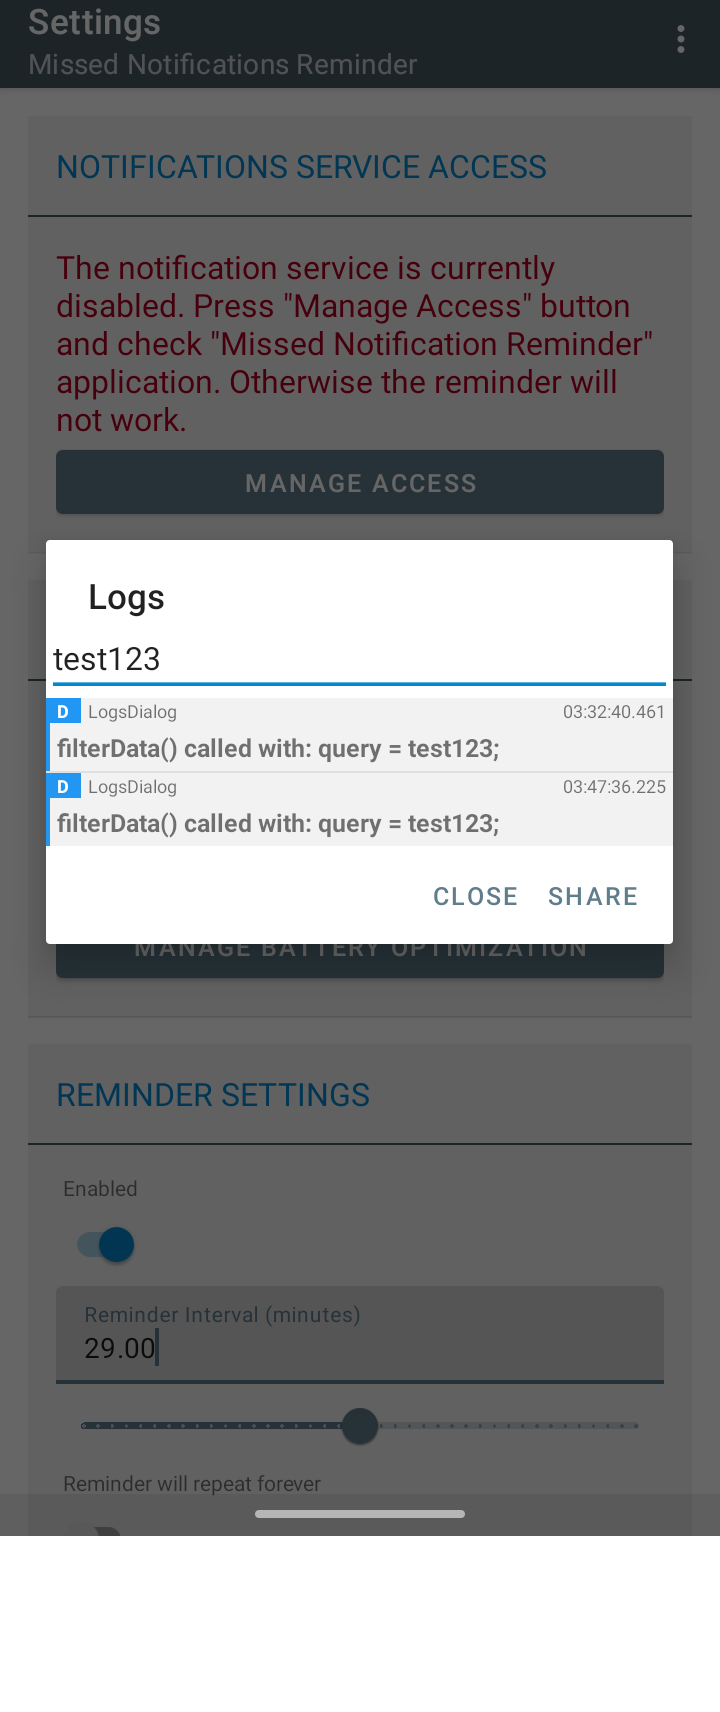 Settings
Missed Notifications Reminder
NOTIFICATIONS SERVICE ACCESS
The notification service is currently
disabled. Press "Manage Access" button
and check "Missed Notification Reminder"
application. Otherwise the reminder will
not work.
MANAGE ACCESS
Logs
test123
D LogsDialog 03:32:40.461
filterData() called with: query = test123;
D LogsDialog 03:47:36.225
filterData() called with: query = test123;
CLOSE SHARE
MANAGE BATTERY OPTIMIZATION
REMINDER SETTINGS
Enabled
Reminder Interval (minutes)
29.00
Reminder will repeat forever